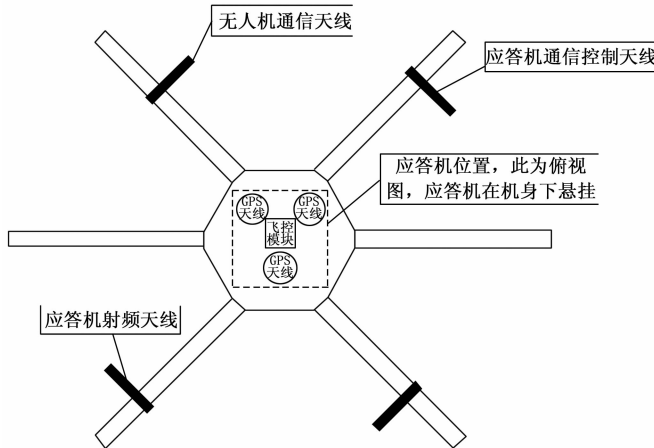 无人机通信天线
应答机通信控制天线
应答机位置，此为俯视
图，应答机在机身下悬挂
GPS
天线
GPS
天线
飞控
模块
GPS
天线
应答机射频天线